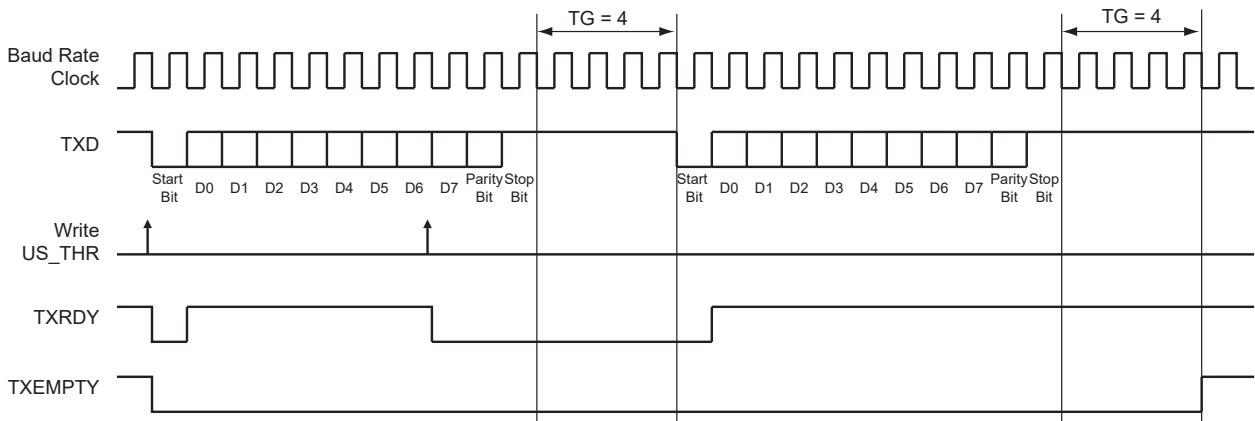 TG = 4
TG = 4
Baud Rate
Clock
TXD
Start
Bit
D0
D1
D2
D3
D4
D5
D6
D7
Parity
Bit
Stop
Bit
Start
Bit
D0
D1
D2
D3
D4
D5
D6
D7
Parity
Bit
Stop
Bit
Write
US_THR
TXRDY
TXEMPTY